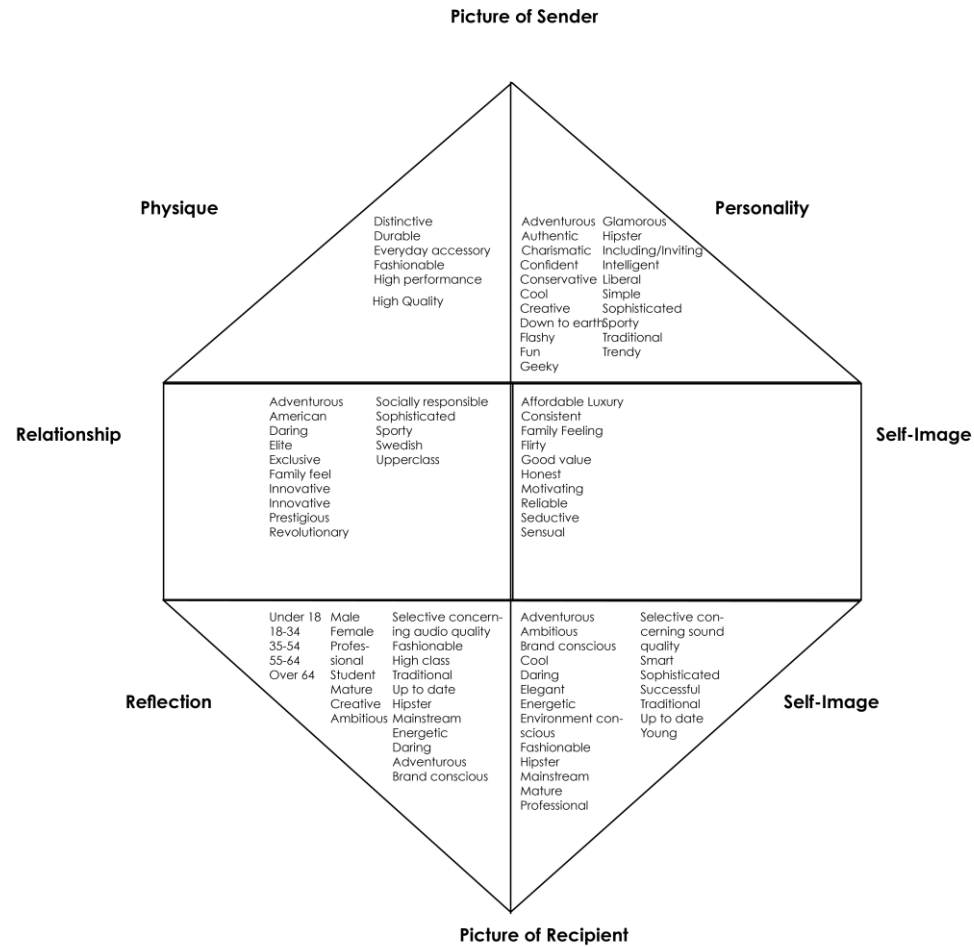 Picture of Sender
Physique
Personality
Distinctive
Durable
Everyday accessory
Fashionable
High performance
High Quality
Adventurous
Authentic
Charismatic
Confident
Conservative
Cool
Creative
Down to earth
Flashy
Fun
Geeky
Glamorous
Hipster
Including/Inviting
Intelligent
Liberal
Simple
Sophisticated
Sporty
Traditional
Trendy
Relationship
Adventurous
American
Daring
Elite
Exclusive
Family feel
Innovative
Innovative
Prestigious
Revolutionary
Socially responsible
Sophisticated
Sporty
Swedish
Upperclass
Affordable Luxury
Consistent
Family Feeling
Flirty
Good value
Honest
Motivating
Reliable
Seductive
Sensual
Self-Image
Reflection
Under 18
18-34
35-54
55-64
Over 64
Male
Female
Profes-
sional
Student
Mature
Creative
Ambitious
Selective concern-
ing audio quality
Fashionable
High class
Traditional
Up to date
Hipster
Mainstream
Energetic
Daring
Adventurous
Brand conscious
Adventurous
Ambitious
Brand conscious
Cool
Daring
Elegant
Energetic
Environment con-
scious
Fashionable
Hipster
Mainstream
Mature
Professional
Selective con-
cerning sound
quality
Smart
Sophisticated
Successful
Traditional
Up to date
Young
Self-Image
Picture of Recipient